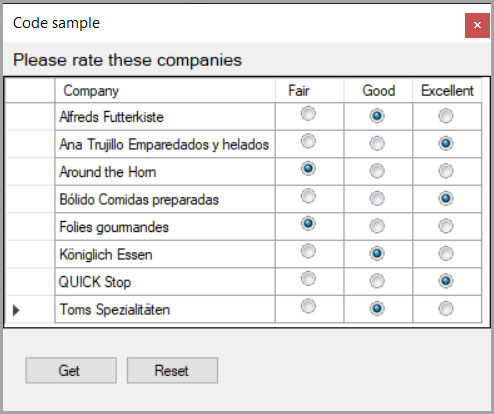 Code sample
Please rate these companies
Company Fair Good Excellent
Alfreds Futterkiste
Ana Trujillo Emparedados y helados
Around the Horn
Bólido Comidas preparadas
Folies gourmandes
Königlich Essen
QUICK Stop
Toms Spezialitäten
Get Reset